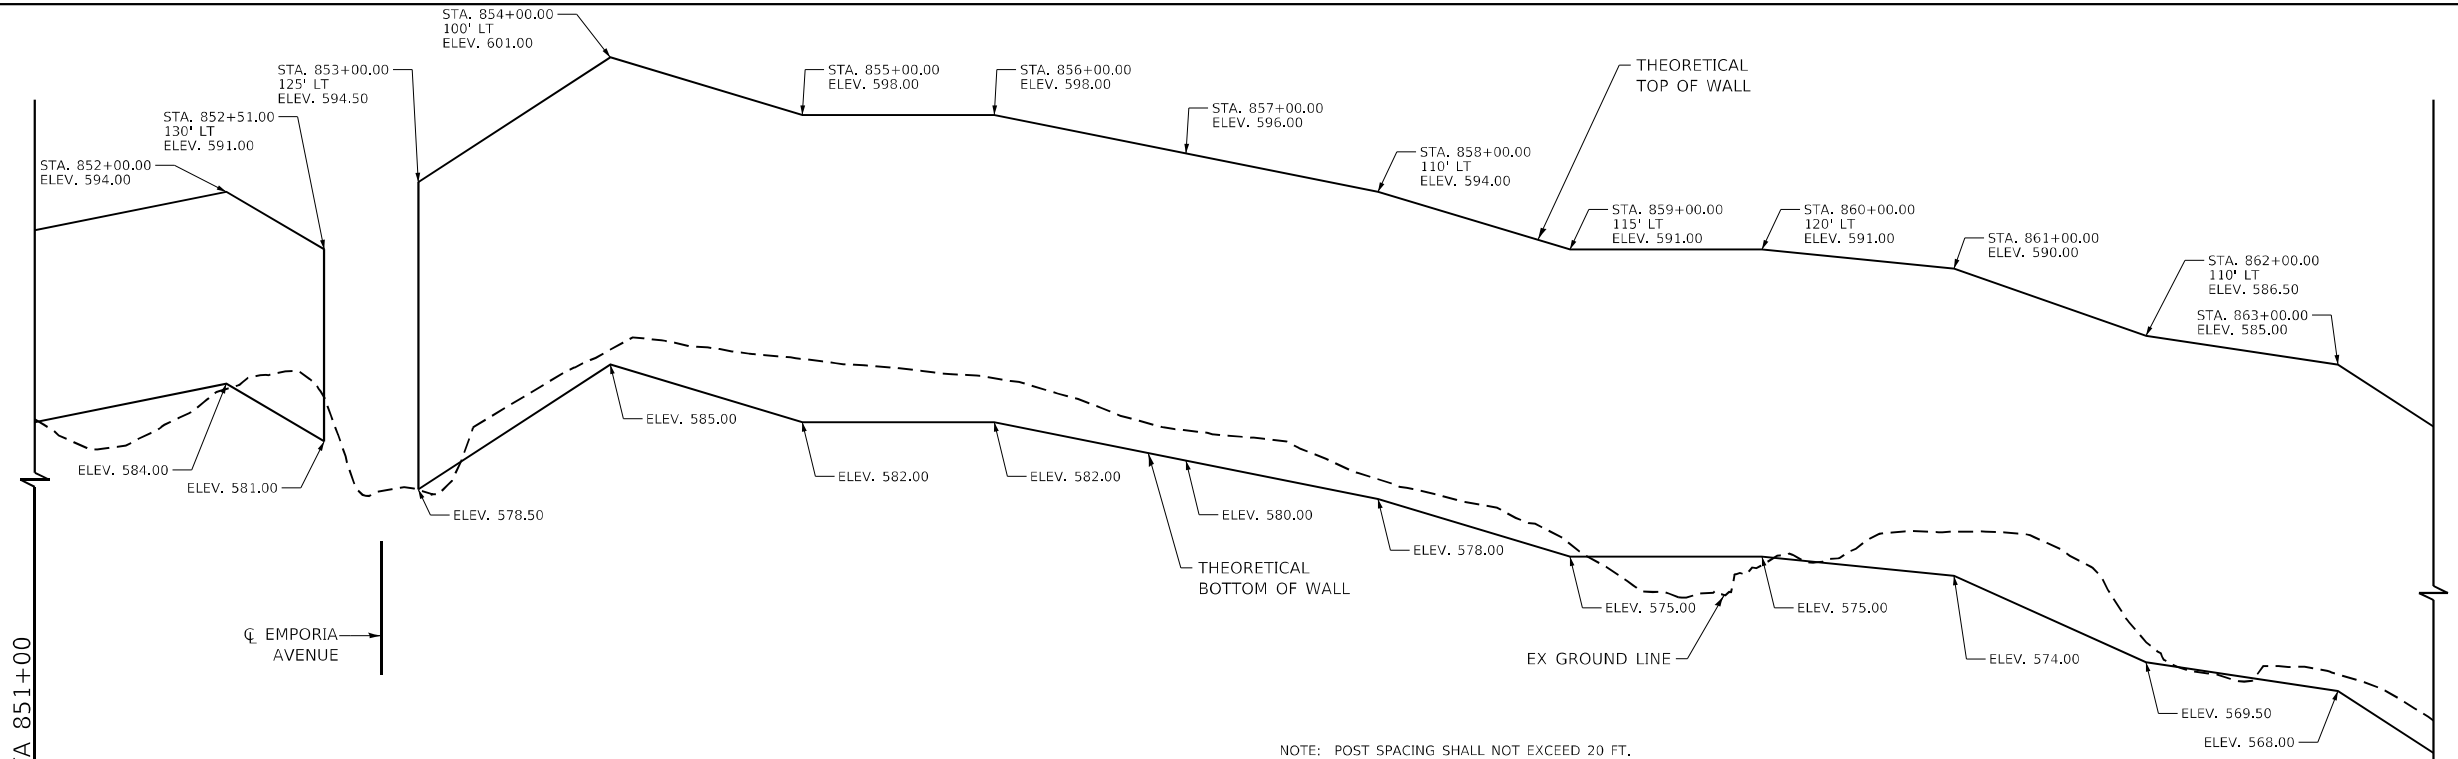 STA. 854+00.00
100' LT
ELEV. 601.00
STA. 853+00.00
125' LT
ELEV. 594.50
STA. 852+51.00
130' LT
ELEV. 591.00
STA. 852+00.00
ELEV. 594.00
STA. 855+00.00
ELEV. 598.00
STA. 856+00.00
ELEV. 598.00
STA. 857+00.00
ELEV. 596.00
THEORETICAL
TOP OF WALL
STA. 858+00.00
110' LT
ELEV. 594.00
STA. 859+00.00
115' LT
ELEV. 591.00
STA. 860+00.00
120' LT
ELEV. 591.00
STA. 861+00.00
ELEV. 590.00
STA. 862+00.00
110' LT
ELEV. 586.50
STA. 863+00.00
ELEV. 585.00
ELEV. 584.00
ELEV. 581.00
ELEV. 578.50
ELEV. 585.00
ELEV. 582.00
ELEV. 582.00
ELEV. 580.00
ELEV. 578.00
THEORETICAL
BOTTOM OF WALL
ELEV. 575.00
ELEV. 575.00
EX GROUND LINE
ELEV. 574.00
ELEV. 569.50
ELEV. 568.00
℄ EMPORIA
AVENUE
A 851+00
NOTE: POST SPACING SHALL NOT EXCEED 20 FT.